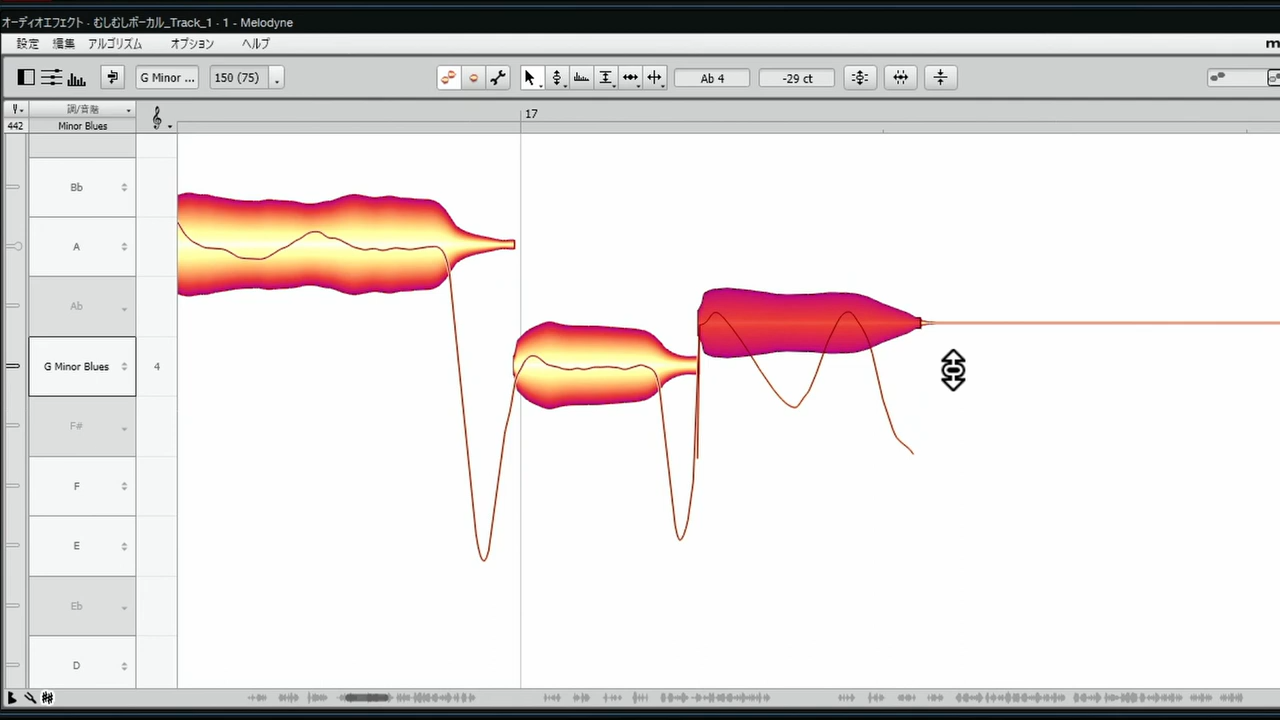 オーディオエフェクト - むしむしボーカル_Track_1 - 1 - Melodyne
設定 編集 アルゴリズム オプション ヘルプ m
G Minor ... 150 (75) Ab 4 -29 ct
調/音階 17
442 Minor Blues
Bb
A
Ab
G Minor Blues 4
F#
F
E
Eb
D